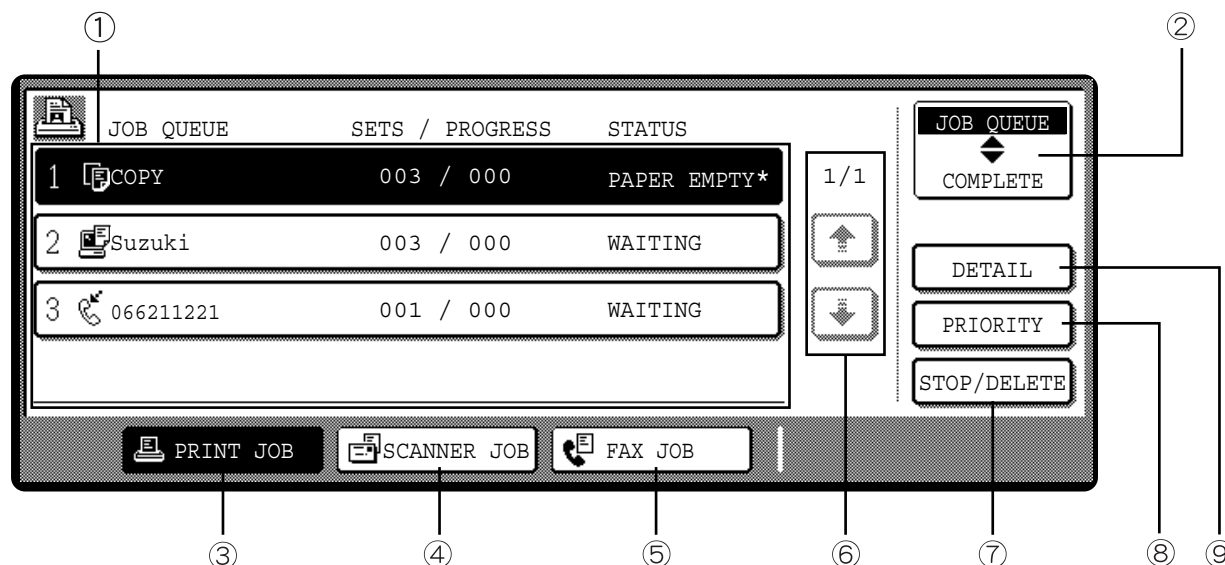 ① ②
JOB QUEUE SETS / PROGRESS STATUS
1 COPY 003 / 000 PAPER EMPTY*
2 Suzuki 003 / 000 WAITING
3 066211221 001 / 000 WAITING
1/1
JOB QUEUE
COMPLETE
DETAIL
PRIORITY
STOP/DELETE
PRINT JOB SCANNER JOB FAX JOB
③ ④ ⑤ ⑥ ⑦ ⑧ ⑨